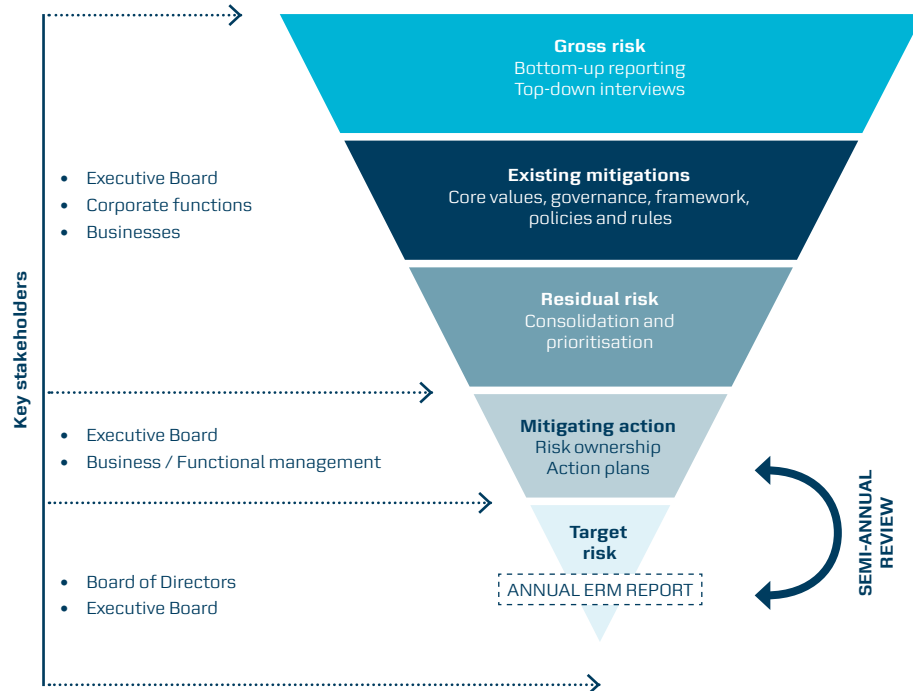 Gross risk
Bottom-up reporting
Top-down interviews
Existing mitigations
Core values, governance, framework,
policies and rules
Residual risk
Consolidation and
prioritisation
Mitigating action
Risk ownership
Action plans
Target
risk
ANNUAL ERM REPORT
Key stakeholders
• Executive Board
• Corporate functions
• Businesses
• Executive Board
• Business / Functional management
• Board of Directors
• Executive Board
SEMI-ANNUAL
REVIEW